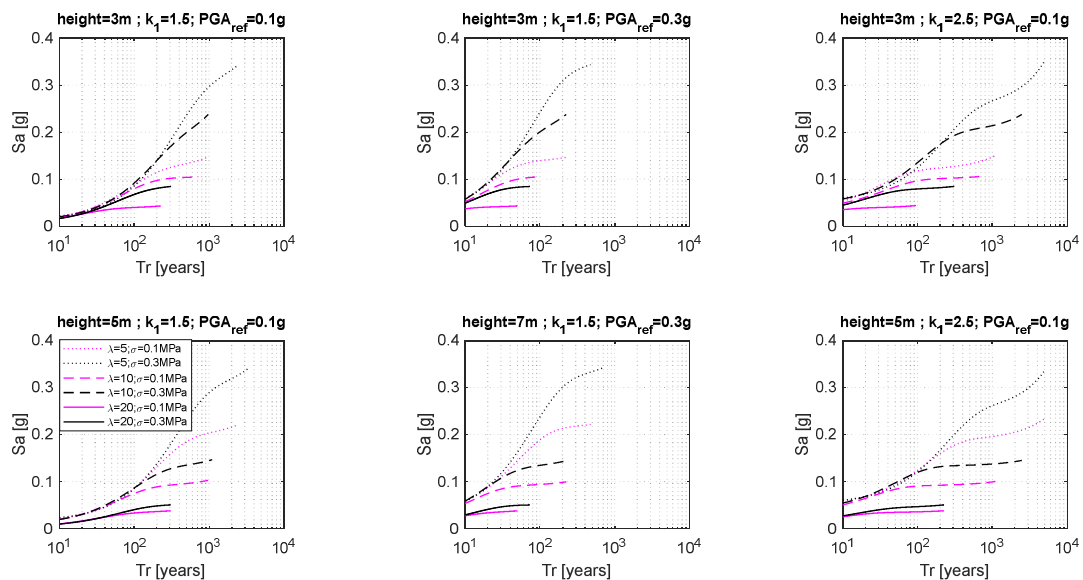 height=3m ; k1=1.5; PGAref=0.1g
0.4
0.3
0.2
0.1
0
Sa [g]
10^1
10^2
10^3
10^4
Tr [years]
height=3m ; k1=1.5; PGAref=0.3g
0.4
0.3
0.2
0.1
0
Sa [g]
10^1
10^2
10^3
10^4
Tr [years]
height=3m ; k1=2.5; PGAref=0.1g
0.4
0.3
0.2
0.1
0
Sa [g]
10^1
10^2
10^3
10^4
Tr [years]
height=5m ; k1=1.5; PGAref=0.1g
λ=5;σ=0.1MPa
λ=5;σ=0.3MPa
λ=10;σ=0.1MPa
λ=10;σ=0.3MPa
λ=20;σ=0.1MPa
λ=20;σ=0.3MPa
0.4
0.3
0.2
0.1
0
Sa [g]
10^1
10^2
10^3
10^4
Tr [years]
height=7m ; k1=1.5; PGAref=0.3g
0.4
0.3
0.2
0.1
0
Sa [g]
10^1
10^2
10^3
10^4
Tr [years]
height=5m ; k1=2.5; PGAref=0.1g
0.4
0.3
0.2
0.1
0
Sa [g]
10^1
10^2
10^3
10^4
Tr [years]